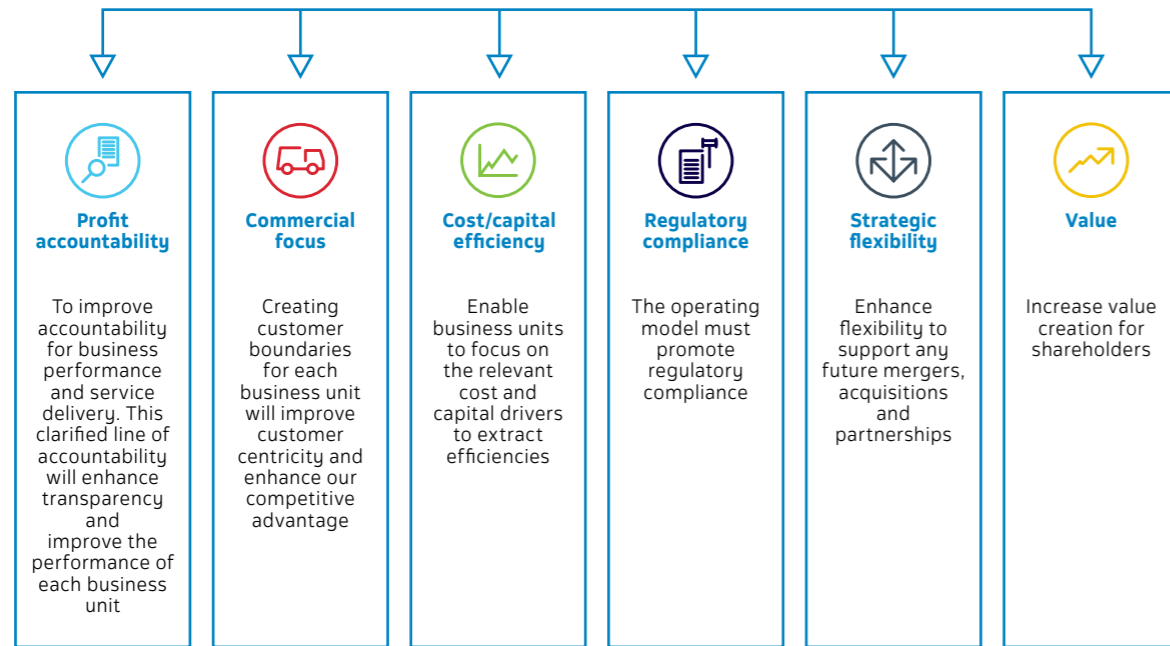 Profit
accountability
To improve
accountability
for business
performance
and service
delivery. This
clarified line of
accountability
will enhance
transparency
and
improve the
performance of
each business
unit
Commercial
focus
Creating
customer
boundaries
for each
business unit
will improve
customer
centricity and
enhance our
competitive
advantage
Cost/capital
efficiency
Enable
business units
to focus on
the relevant
cost and
capital drivers
to extract
efficiencies
Regulatory
compliance
The operating
model must
promote
regulatory
compliance
Strategic
flexibility
Enhance
flexibility to
support any
future mergers,
acquisitions
and
partnerships
Value
Increase value
creation for
shareholders